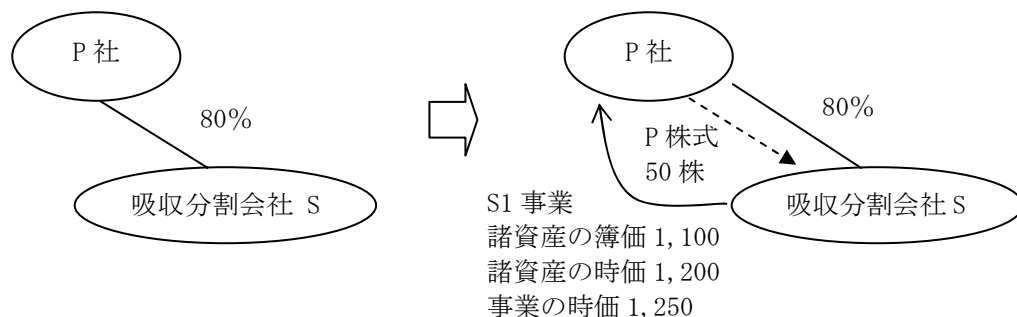 P 社
80%
吸収分割会社 S
P 社
80%
P 株式
50 株
吸収分割会社 S
S1 事業
諸資産の簿価 1,100
諸資産の時価 1,200
事業の時価 1,250